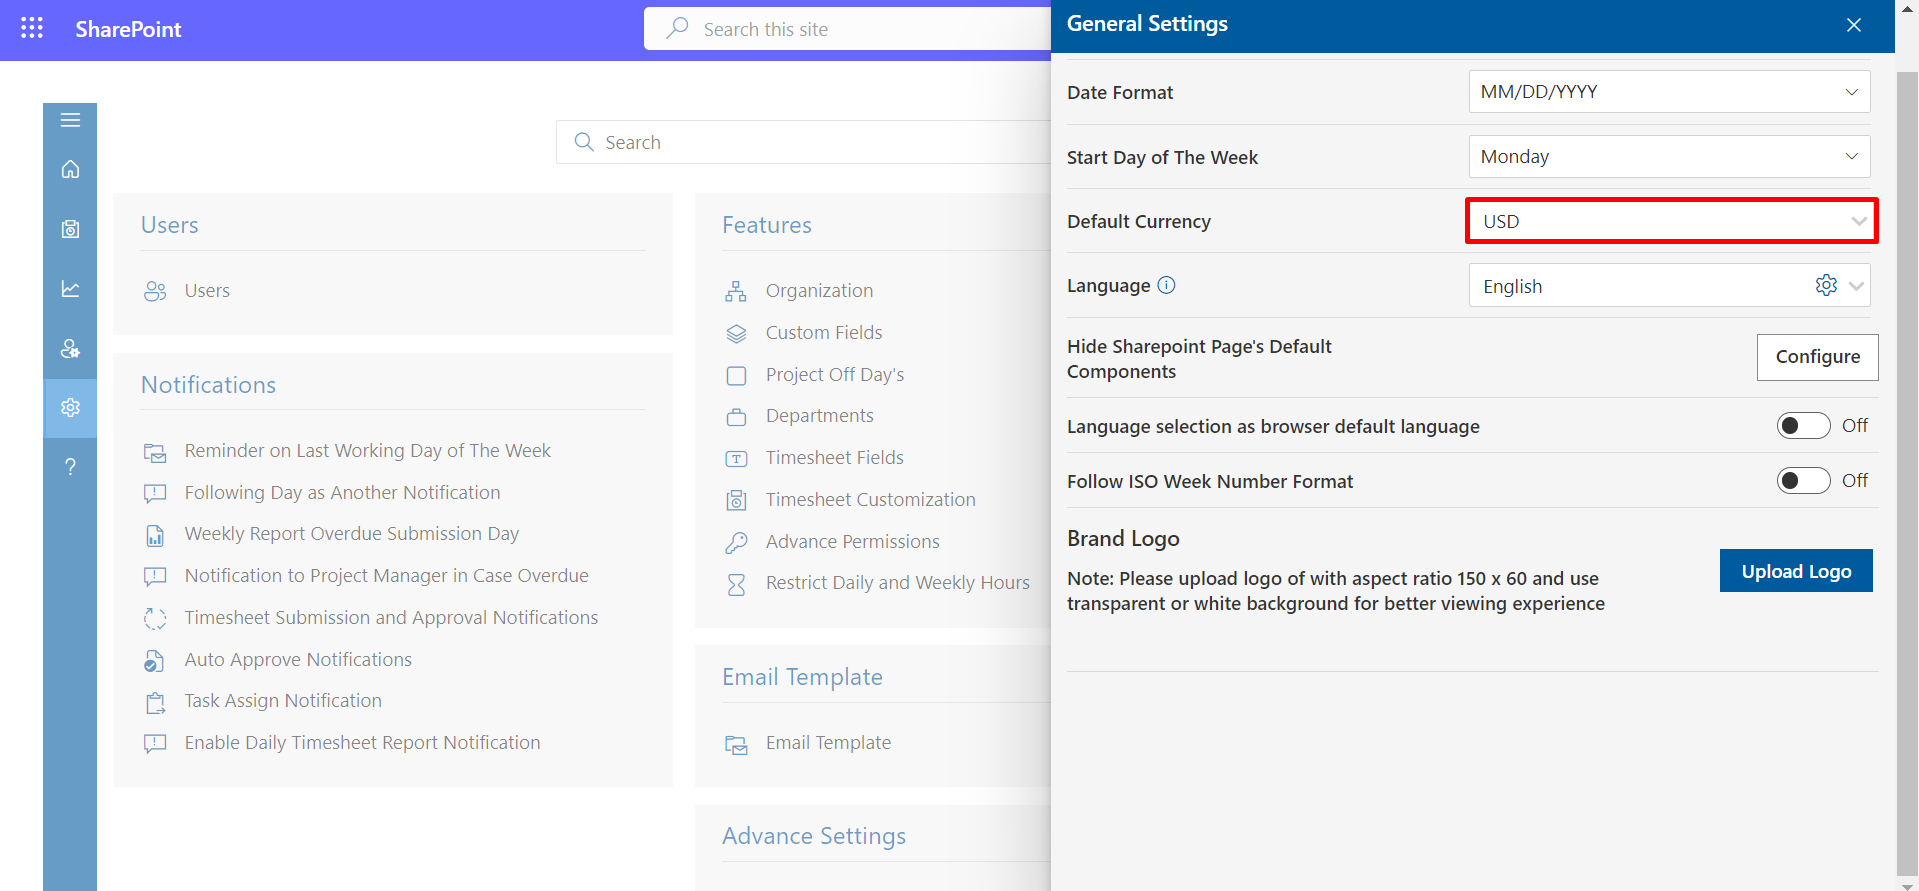 SharePoint
Search this site
Search
Users
Users
Notifications
Reminder on Last Working Day of The Week
Following Day as Another Notification
Weekly Report Overdue Submission Day
Notification to Project Manager in Case Overdue
Timesheet Submission and Approval Notifications
Auto Approve Notifications
Task Assign Notification
Enable Daily Timesheet Report Notification
Features
Organization
Custom Fields
Project Off Day's
Departments
Timesheet Fields
Timesheet Customization
Advance Permissions
Restrict Daily and Weekly Hours
Email Template
Email Template
Advance Settings
General Settings
Date Format
MM/DD/YYYY
Start Day of The Week
Monday
Default Currency
USD
Language
English
Hide Sharepoint Page's Default
Components
Configure
Language selection as browser default language
Off
Follow ISO Week Number Format
Off
Brand Logo
Note: Please upload logo of with aspect ratio 150 x 60 and use
transparent or white background for better viewing experience
Upload Logo